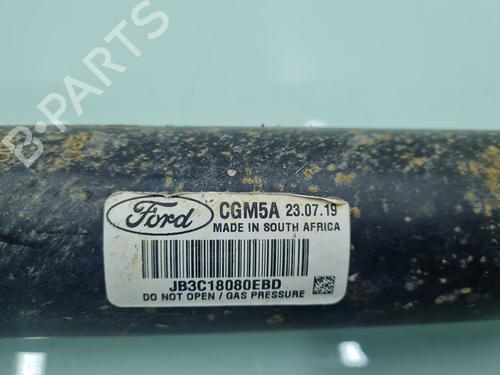 B-PARTS
Ford
CGM5A 23.07.19
MADE IN SOUTH AFRICA
JB3C18080EBD
DO NOT OPEN / GAS PRESSURE